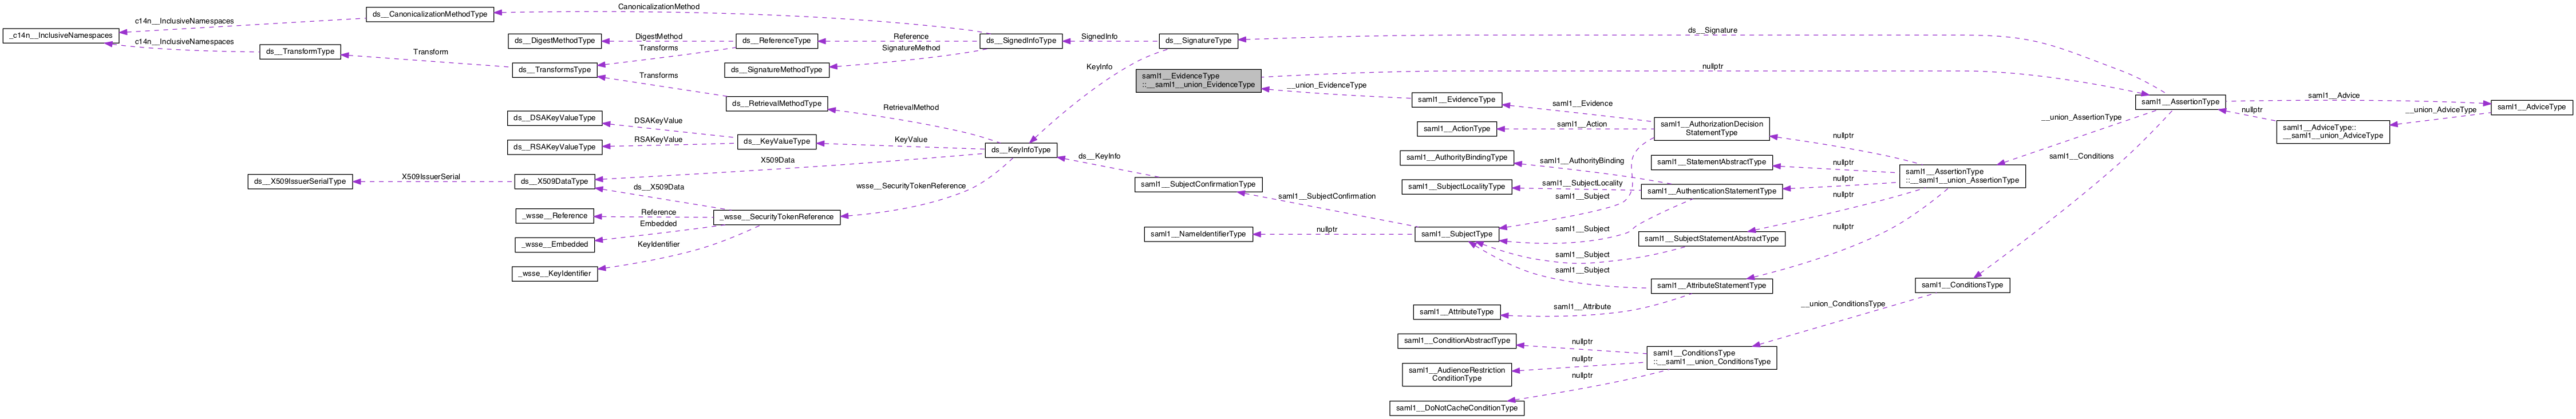 CanonicalizationMethod
ds__CanonicalizationMethodType
c14n__InclusiveNamespaces
_c14n__InclusiveNamespaces
c14n__InclusiveNamespaces
ds__TransformType
Transform
ds__DigestMethodType
DigestMethod
ds__ReferenceType
Reference
ds__SignedInfoType
SignedInfo
ds__SignatureType
ds__Signature
Transforms
SignatureMethod
ds__TransformsType
ds__SignatureMethodType
KeyInfo
Transforms
ds__RetrievalMethodType
RetrievalMethod
saml1__EvidenceType
::__saml1__union_EvidenceType
nullptr
__union_EvidenceType
saml1__EvidenceType
saml1__Evidence
saml1__AssertionType
saml1__Advice
saml1__AdviceType
__union_AdviceType
nullptr
saml1__AdviceType::
__saml1__union_AdviceType
ds__DSAKeyValueType
DSAKeyValue
ds__KeyValueType
KeyValue
RSAKeyValue
ds__RSAKeyValueType
ds__KeyInfoType
ds__KeyInfo
saml1__ActionType
saml1__Action
saml1__AuthorizationDecision
StatementType
nullptr
__union_AssertionType
saml1__Conditions
X509Data
saml1__AuthorityBindingType
saml1__AuthorityBinding
saml1__StatementAbstractType
nullptr
saml1__AssertionType
::__saml1__union_AssertionType
ds__X509IssuerSerialType
X509IssuerSerial
ds__X509DataType
ds__X509Data
wsse__SecurityTokenReference
saml1__SubjectConfirmationType
saml1__SubjectConfirmation
saml1__SubjectLocalityType
saml1__SubjectLocality
saml1__AuthenticationStatementType
nullptr
saml1__Subject
nullptr
_wsse__Reference
Reference
_wsse__SecurityTokenReference
Embedded
_wsse__Embedded
KeyIdentifier
_wsse__KeyIdentifier
saml1__NameIdentifierType
nullptr
saml1__SubjectType
saml1__Subject
saml1__SubjectStatementAbstractType
nullptr
saml1__Subject
saml1__Subject
saml1__AttributeStatementType
saml1__ConditionsType
saml1__AttributeType
saml1__Attribute
__union_ConditionsType
saml1__ConditionAbstractType
nullptr
saml1__ConditionsType
::__saml1__union_ConditionsType
nullptr
saml1__AudienceRestriction
ConditionType
nullptr
saml1__DoNotCacheConditionType